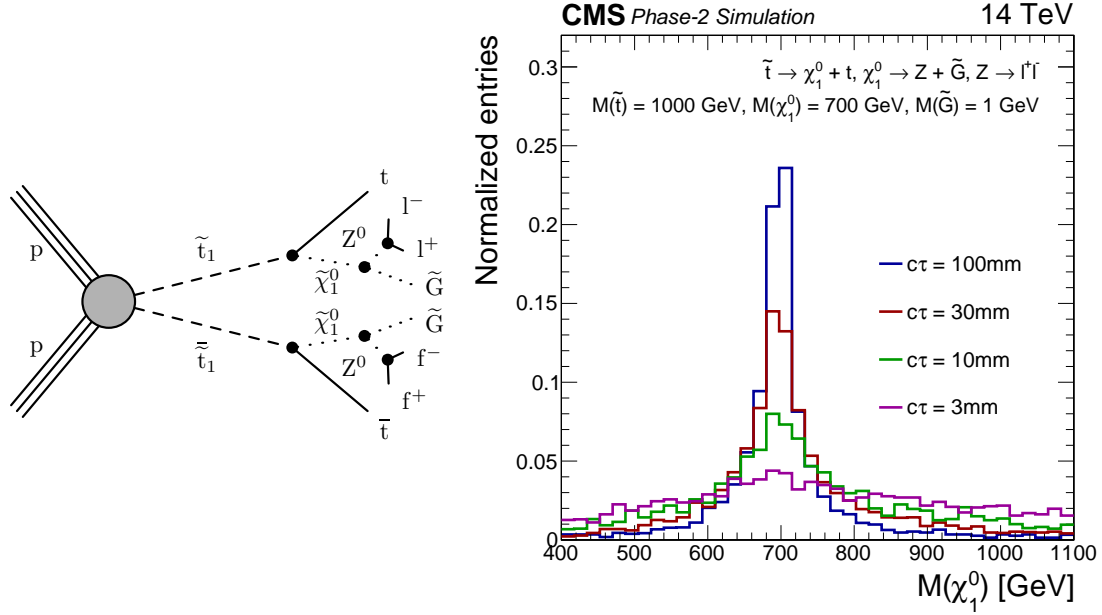 p
p
t̃₁
t̃̄₁
t
l⁻
l⁺
Z⁰
χ̃₁⁰
G̃
χ̃₁⁰
G̃
Z⁰
f⁻
f⁺
t̄
CMS Phase-2 Simulation 14 TeV
t̃ → χ₁⁰ + t, χ₁⁰ → Z + G̃, Z → l⁺l⁻
M(t̃) = 1000 GeV, M(χ₁⁰) = 700 GeV, M(G̃) = 1 GeV
Normalized entries
0.3
0.25
0.2
0.15
0.1
0.05
0
cτ = 100mm
cτ = 30mm
cτ = 10mm
cτ = 3mm
400 500 600 700 800 900 1000 1100
M(χ₁⁰) [GeV]